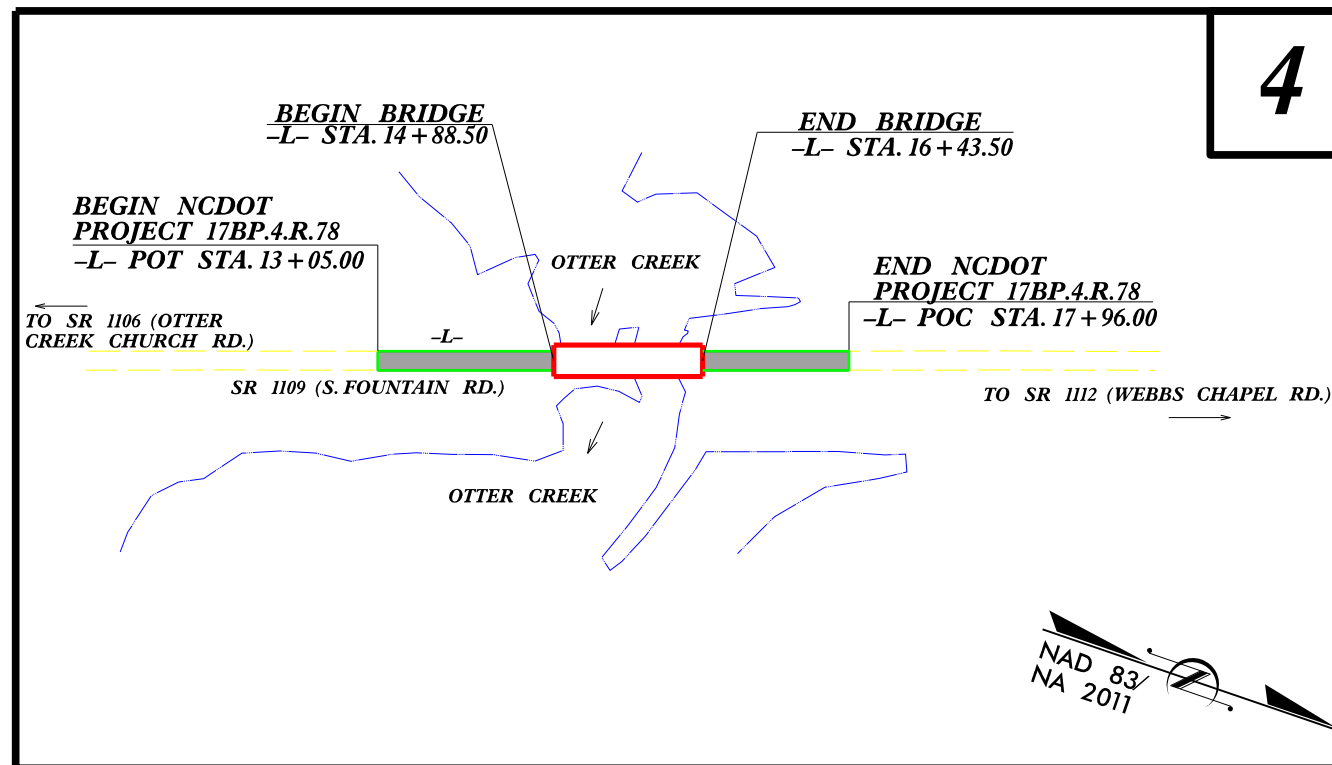 4
BEGIN BRIDGE
–L– STA. 14 + 88.50
END BRIDGE
–L– STA. 16 + 43.50
BEGIN NCDOT
PROJECT 17BP.4.R.78
–L– POT STA. 13 + 05.00
OTTER CREEK
END NCDOT
PROJECT 17BP.4.R.78
–L– POC STA. 17 + 96.00
TO SR 1106 (OTTER
CREEK CHURCH RD.)
–L–
SR 1109 (S. FOUNTAIN RD.)
TO SR 1112 (WEBBS CHAPEL RD.)
OTTER CREEK
NAD 83/
NA 2011